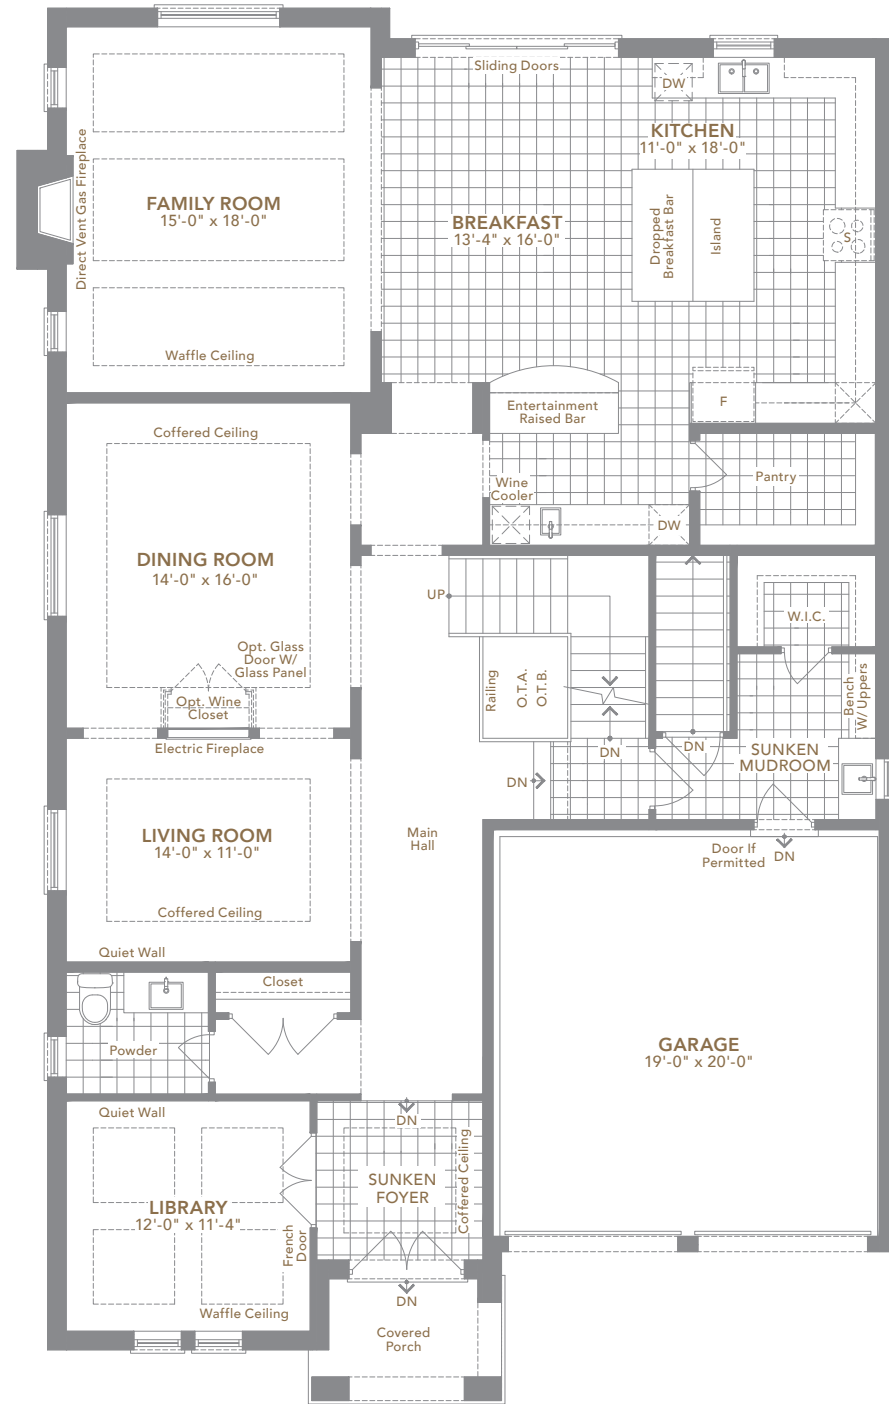 Sliding Doors
DW
KITCHEN
11'-0" x 18'-0"
Direct Vent Gas Fireplace
FAMILY ROOM
15'-0" x 18'-0"
BREAKFAST
13'-4" x 16'-0"
Dropped
Breakfast Bar
Island
S
Waffle Ceiling
Entertainment
Raised Bar
F
Coffered Ceiling
Wine
Cooler
Pantry
DW
DINING ROOM
14'-0" x 16'-0"
UP
W.I.C.
Opt. Glass
Door W/
Glass Panel
Opt. Wine
Closet
Railing
O.T.A.
O.T.B.
Bench
W/ Uppers
Electric Fireplace
DN
DN
SUNKEN
MUDROOM
DN
LIVING ROOM
14'-0" x 11'-0"
Main
Hall
Door If
Permitted
DN
Coffered Ceiling
Quiet Wall
Closet
Powder
GARAGE
19'-0" x 20'-0"
Quiet Wall
DN
Coffered Ceiling
SUNKEN
FOYER
LIBRARY
12'-0" x 11'-4"
French
Door
Waffle Ceiling
DN
Covered
Porch